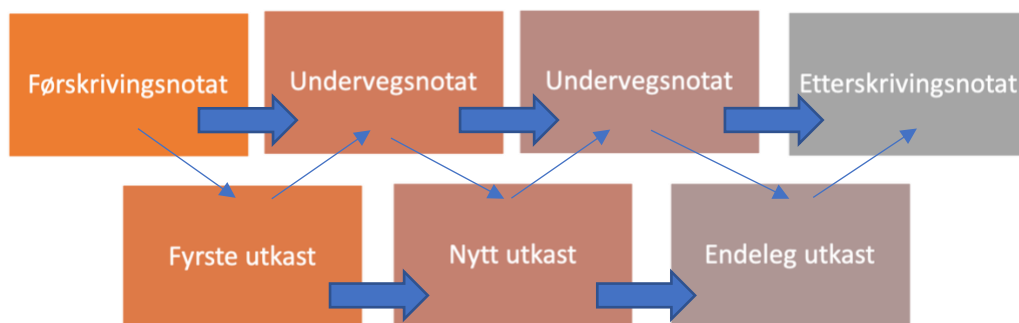 Førskrivingsnotat
Undervegsnotat
Undervegsnotat
Etterskrivingsnotat
Fyrste utkast
Nytt utkast
Endeleg utkast